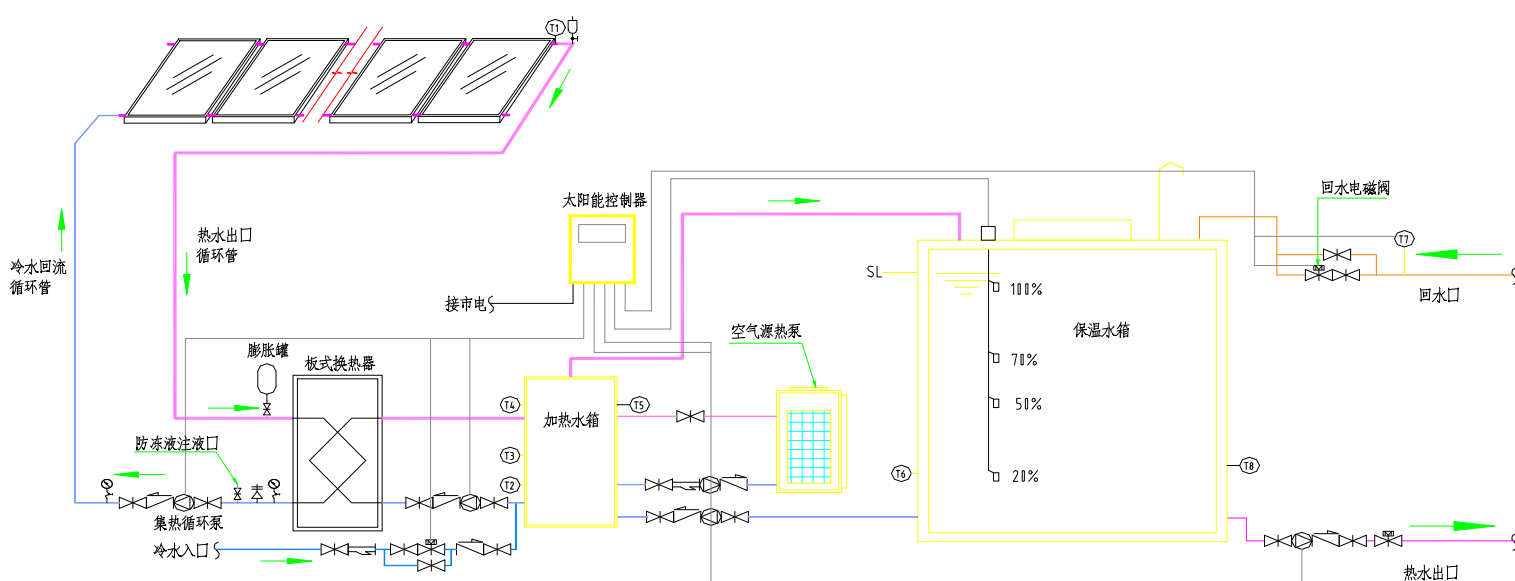 T1
太阳能控制器
回水电磁阀
热水出口
循环管
T7
冷水回流
循环管
SL
100%
回水口
接市电
保温水箱
空气源热泵
膨胀罐
板式换热器
70%
T4
T5
50%
加热水箱
防冻液注液口
T3
T8
T6
20%
T2
集热循环泵
冷水入口
热水出口